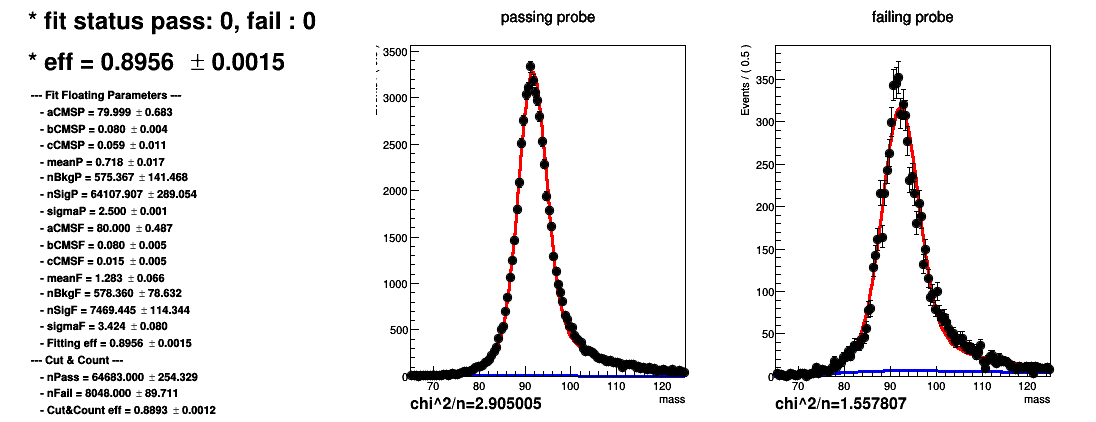 * fit status pass: 0, fail : 0
* eff = 0.8956 ± 0.0015
--- Fit Floating Parameters ---
- aCMSP = 79.999 ± 0.683
- bCMSP = 0.080 ± 0.004
- cCMSP = 0.059 ± 0.011
- meanP = 0.718 ± 0.017
- nBkgP = 575.367 ± 141.468
- nSigP = 64107.907 ± 289.054
- sigmaP = 2.500 ± 0.001
- aCMSF = 80.000 ± 0.487
- bCMSF = 0.080 ± 0.005
- cCMSF = 0.015 ± 0.005
- meanF = 1.283 ± 0.066
- nBkgF = 578.360 ± 78.632
- nSigF = 7469.445 ± 114.344
- sigmaF = 3.424 ± 0.080
- Fitting eff = 0.8956 ± 0.0015
--- Cut & Count ---
- nPass = 64683.000 ± 254.329
- nFail = 8048.000 ± 89.711
- Cut&Count eff = 0.8893 ± 0.0012
passing probe
3500
3000
2500
2000
1500
1000
500
0
70 80 90 100 110 120
mass
chi^2/n=2.905005
failing probe
Events / ( 0.5 )
350
300
250
200
150
100
50
0
70 80 90 100 110 120
mass
chi^2/n=1.557807